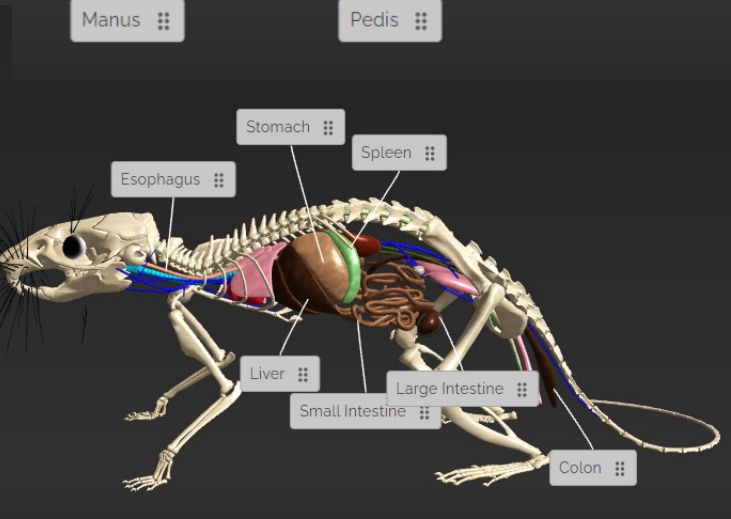 Manus
Pedis
Stomach
Spleen
Esophagus
Liver
Large Intestine
Small Intestine
Colon